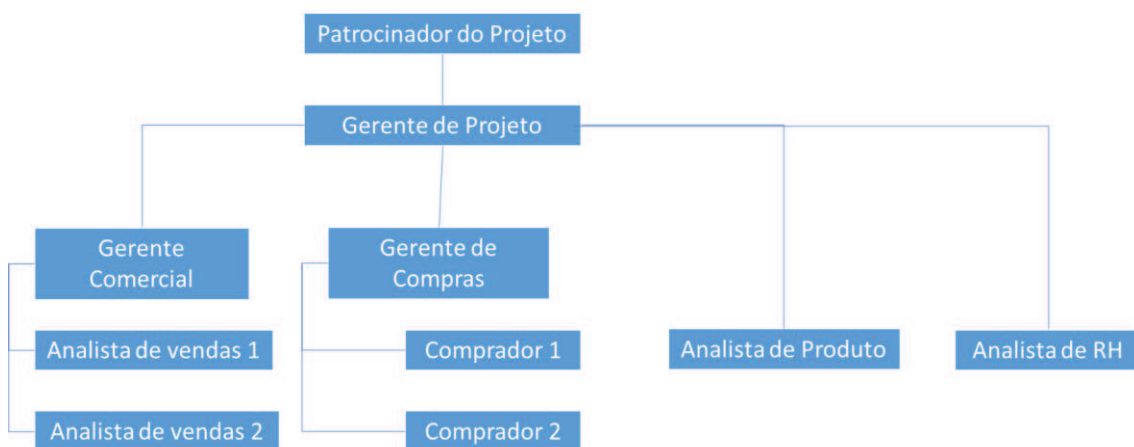 Patrocinador do Projeto
Gerente de Projeto
Gerente
Comercial
Gerente de
Compras
Analista de vendas 1
Comprador 1
Analista de Produto
Analista de RH
Analista de vendas 2
Comprador 2